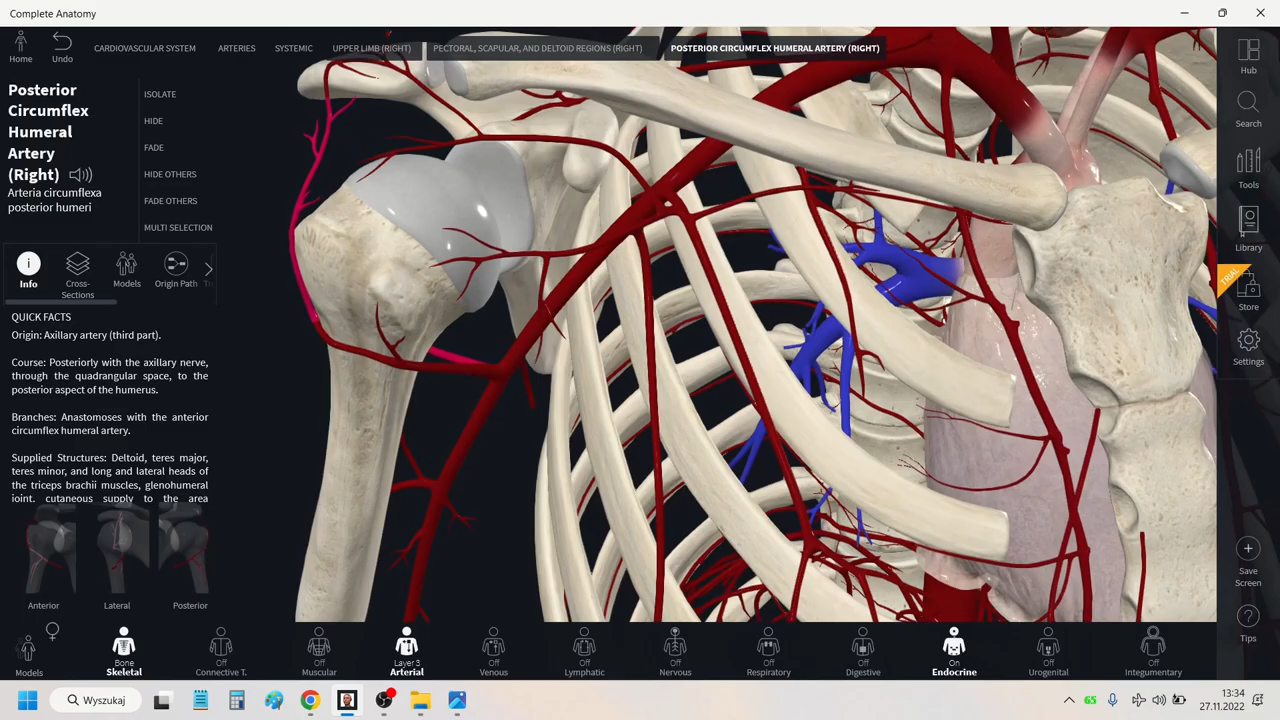 Complete Anatomy
Home
Undo
CARDIOVASCULAR SYSTEM
ARTERIES
SYSTEMIC
UPPER LIMB (RIGHT)
PECTORAL, SCAPULAR, AND DELTOID REGIONS (RIGHT)
POSTERIOR CIRCUMFLEX HUMERAL ARTERY (RIGHT)
Posterior
Circumflex
Humeral
Artery
(Right)
Arteria circumflexa
posterior humeri
ISOLATE
HIDE
FADE
HIDE OTHERS
FADE OTHERS
MULTI SELECTION
Info
Cross-
Sections
Models
Origin Path
QUICK FACTS
Origin: Axillary artery (third part).
Course: Posteriorly with the axillary nerve,
through the quadrangular space, to the
posterior aspect of the humerus.
Branches: Anastomoses with the anterior
circumflex humeral artery.
Supplied Structures: Deltoid, teres major,
teres minor, and long and lateral heads of
the triceps brachii muscles, glenohumeral
joint, cutaneous supply to the area
Anterior
Lateral
Posterior
Hub
Search
Tools
Library
TRIAL
Store
Settings
Save
Screen
Tips
Models
Bone
Skeletal
Off
Connective T.
Off
Muscular
Layer 3
Arterial
Off
Venous
Off
Lymphatic
Off
Nervous
Off
Respiratory
Off
Digestive
On
Endocrine
Off
Urogenital
Off
Integumentary
Wyszukaj
65
13:34
27.11.2022